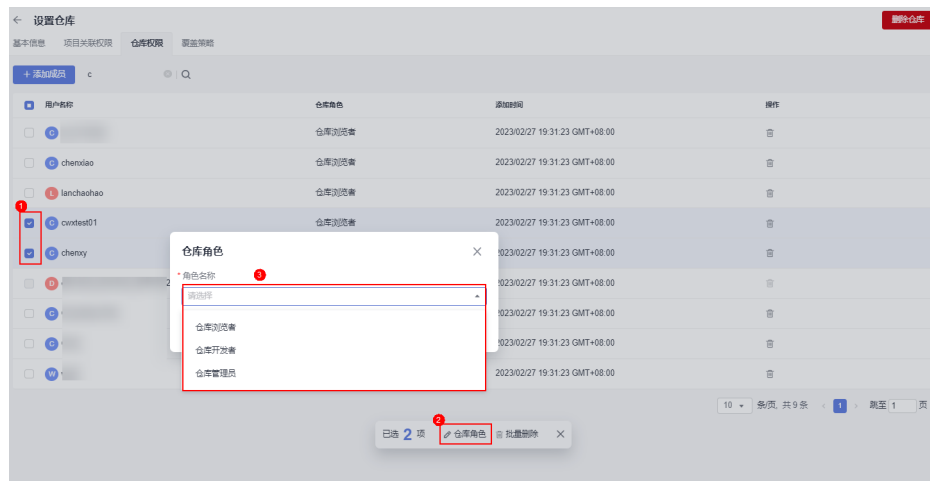 ← 设置仓库 删除仓库
基本信息 项目关联权限 仓库权限 覆盖策略
+ 添加成员 c
用户名称 仓库角色 添加时间 操作
C 仓库浏览者 2023/02/27 19:31:23 GMT+08:00
C chenxiao 仓库浏览者 2023/02/27 19:31:23 GMT+08:00
L lanchaohao 仓库浏览者 2023/02/27 19:31:23 GMT+08:00
1
C cwxtest01 仓库浏览者 2023/02/27 19:31:23 GMT+08:00
C chenxy 2023/02/27 19:31:23 GMT+08:00
仓库角色
* 角色名称 3
D 2 2023/02/27 19:31:23 GMT+08:00
请选择
C 2023/02/27 19:31:23 GMT+08:00
仓库浏览者
C 2023/02/27 19:31:23 GMT+08:00
仓库开发者
W 2023/02/27 19:31:23 GMT+08:00
仓库管理员
10 条/页, 共 9 条 < 1 > 跳至 1 页
2
已选 2 项 仓库角色 批量删除